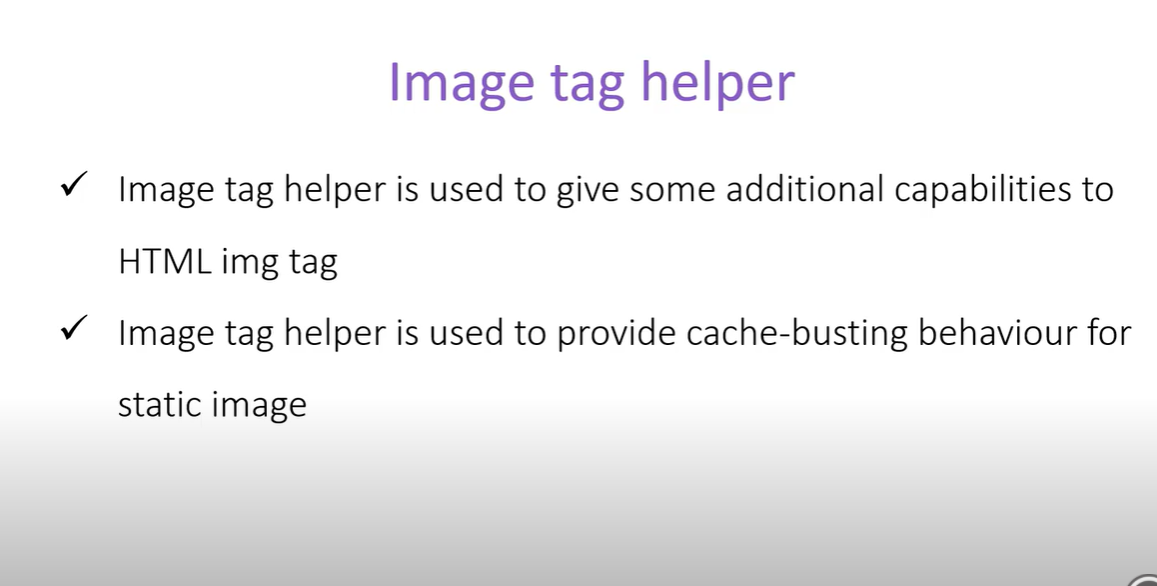 Image tag helper
✓ Image tag helper is used to give some additional capabilities to
HTML img tag
✓ Image tag helper is used to provide cache-busting behaviour for
static image